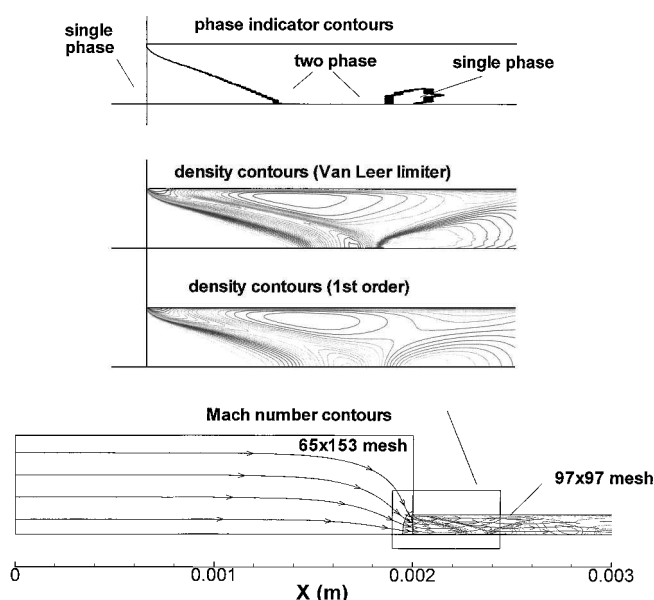 phase indicator contours
single
phase
two phase
single phase
density contours (Van Leer limiter)
density contours (1st order)
Mach number contours
65x153 mesh
97x97 mesh
0
0.001
0.002
0.003
X (m)